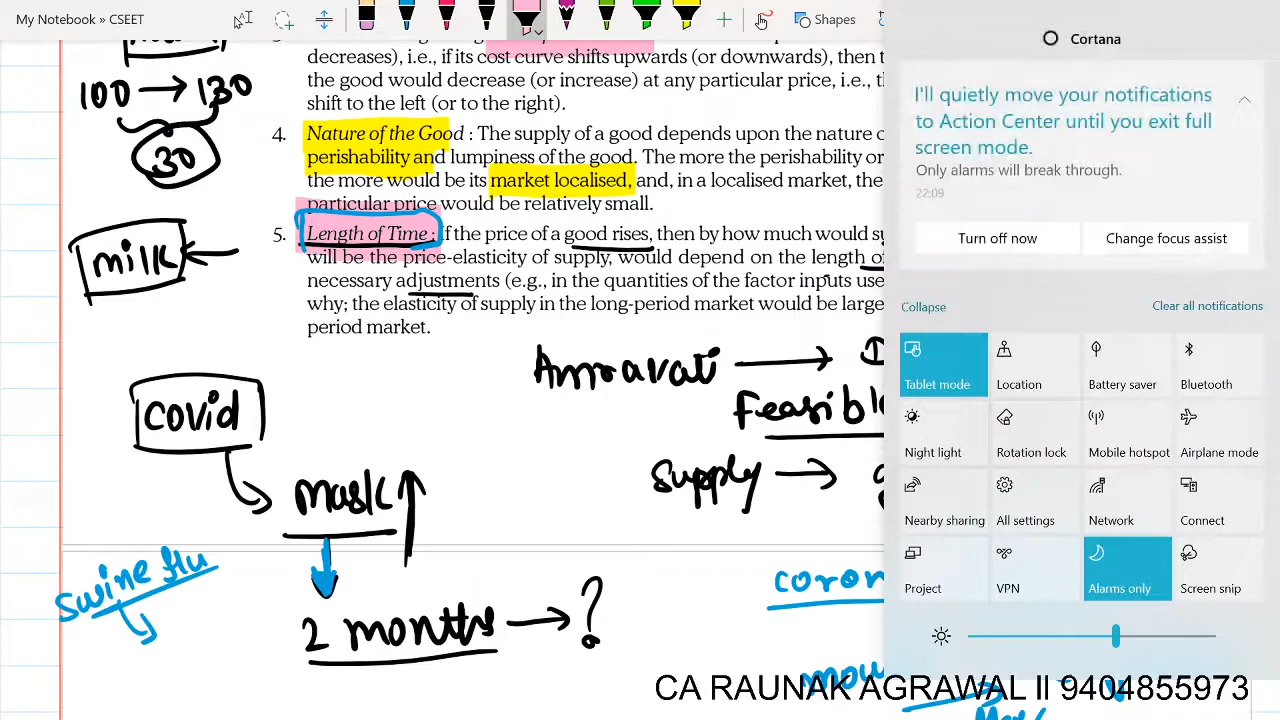 My Notebook » CSEET
Shapes
decreases), i.e., if its cost curve shifts upwards (or downwards), then t
the good would decrease (or increase) at any particular price, i.e., th
shift to the left (or to the right).
100 → 130
30
4. Nature of the Good : The supply of a good depends upon the nature o
perishability and lumpiness of the good. The more the perishability or
the more would be its market localised, and, in a localised market, the
particular price would be relatively small.
5. Length of Time : If the price of a good rises, then by how much would su
will be the price-elasticity of supply, would depend on the length of
necessary adjustments (e.g., in the quantities of the factor inputs use
why; the elasticity of supply in the long-period market would be large
period market.
milk
Amravati
Feasibl
Supply
covid
mask
2 months → ?
Swine flu
coron
Cortana
I'll quietly move your notifications
to Action Center until you exit full
screen mode.
Only alarms will break through.
22:09
Turn off now
Change focus assist
Collapse
Clear all notifications
Tablet mode
Location
Battery saver
Bluetooth
Night light
Rotation lock
Mobile hotspot
Airplane mode
Nearby sharing
All settings
Network
Connect
Project
VPN
Alarms only
Screen snip
CA RAUNAK AGRAWAL II 9404855973